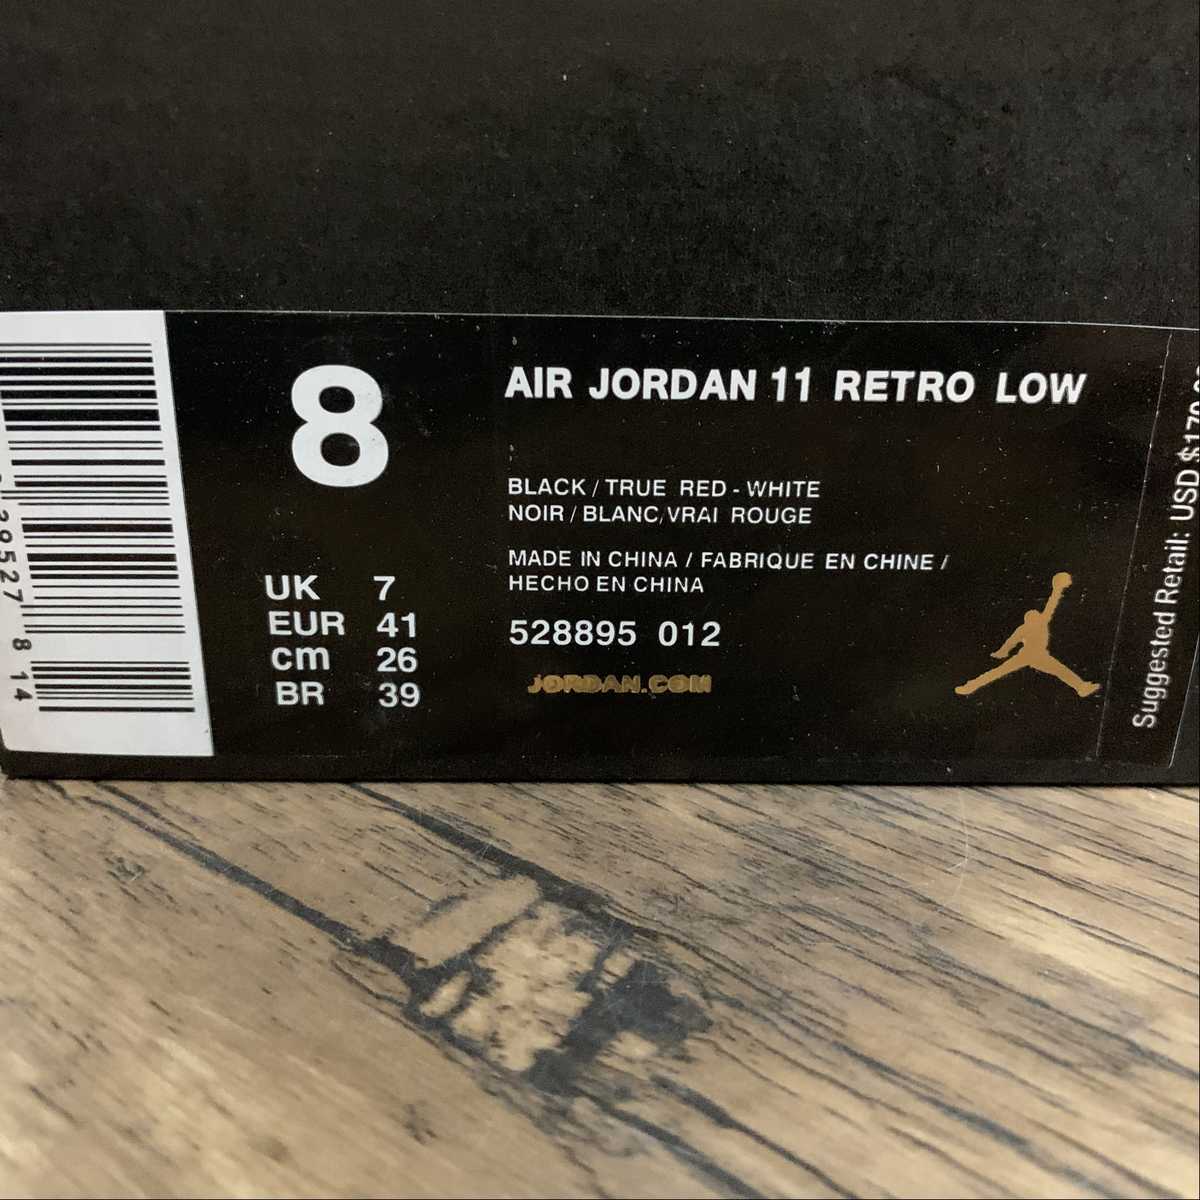 8
UK 7
EUR 41
cm 26
BR 39
AIR JORDAN 11 RETRO LOW
BLACK / TRUE RED - WHITE
NOIR / BLANC/VRAI ROUGE
MADE IN CHINA / FABRIQUE EN CHINE /
HECHO EN CHINA
528895 012
JORDAN.COM
Suggested Retail: USD
39527 814